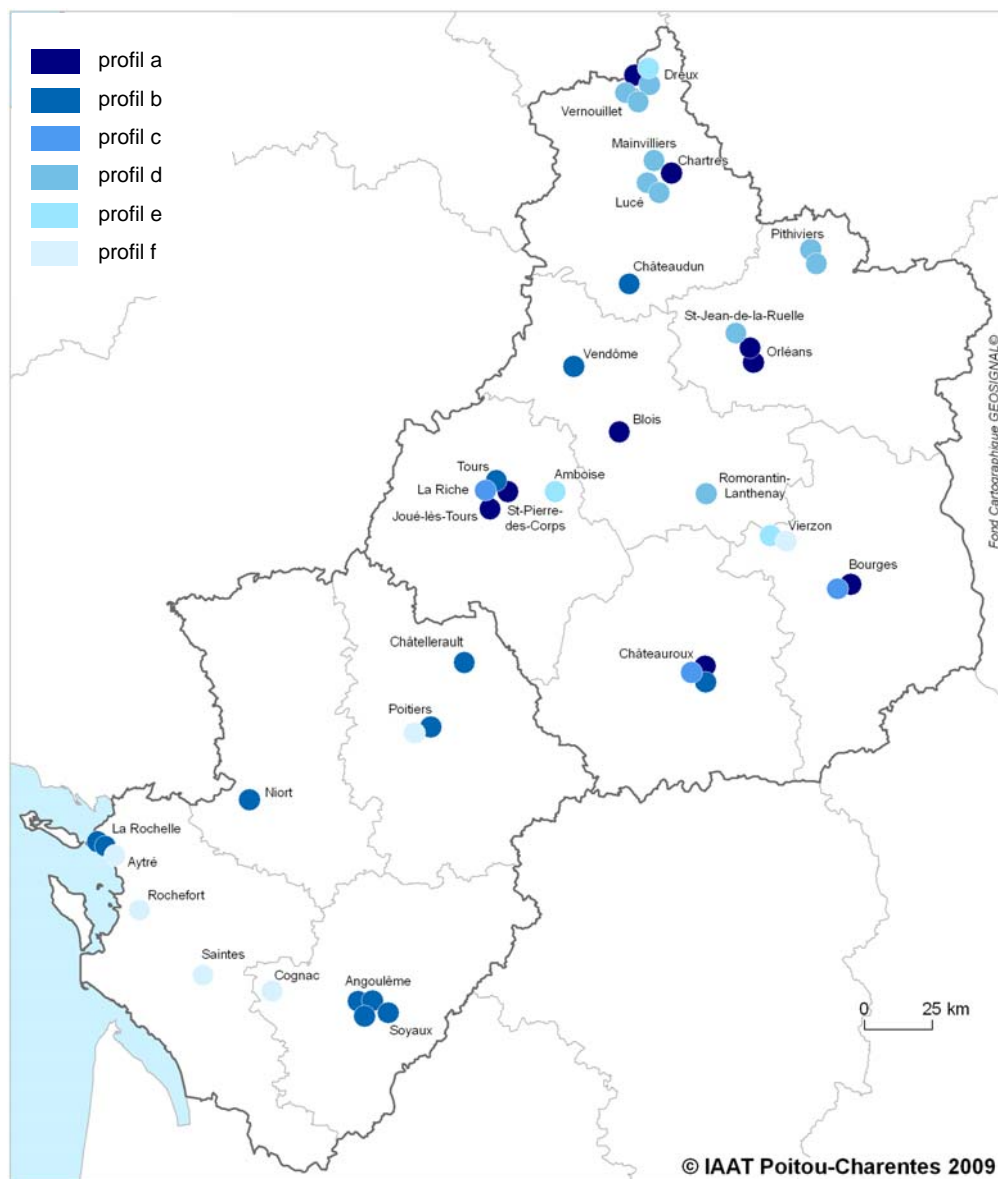 profil a
profil b
profil c
profil d
profil e
profil f
Dreux
Vernouillet
Mainvilliers
Chartres
Lucé
Pithiviers
Châteaudun
St-Jean-de-la-Ruelle
Orléans
Vendôme
Blois
Tours
La Riche
Joué-lès-Tours
St-Pierre-
des-Corps
Amboise
Romorantin-
Lanthenay
Vierzon
Bourges
Châteauroux
Châtellerault
Poitiers
Niort
La Rochelle
Aytré
Rochefort
Saintes
Cognac
Angoulême
Soyaux
0 25 km
Fond Cartographique GEOSIGNAL©
© IAAT Poitou-Charentes 2009